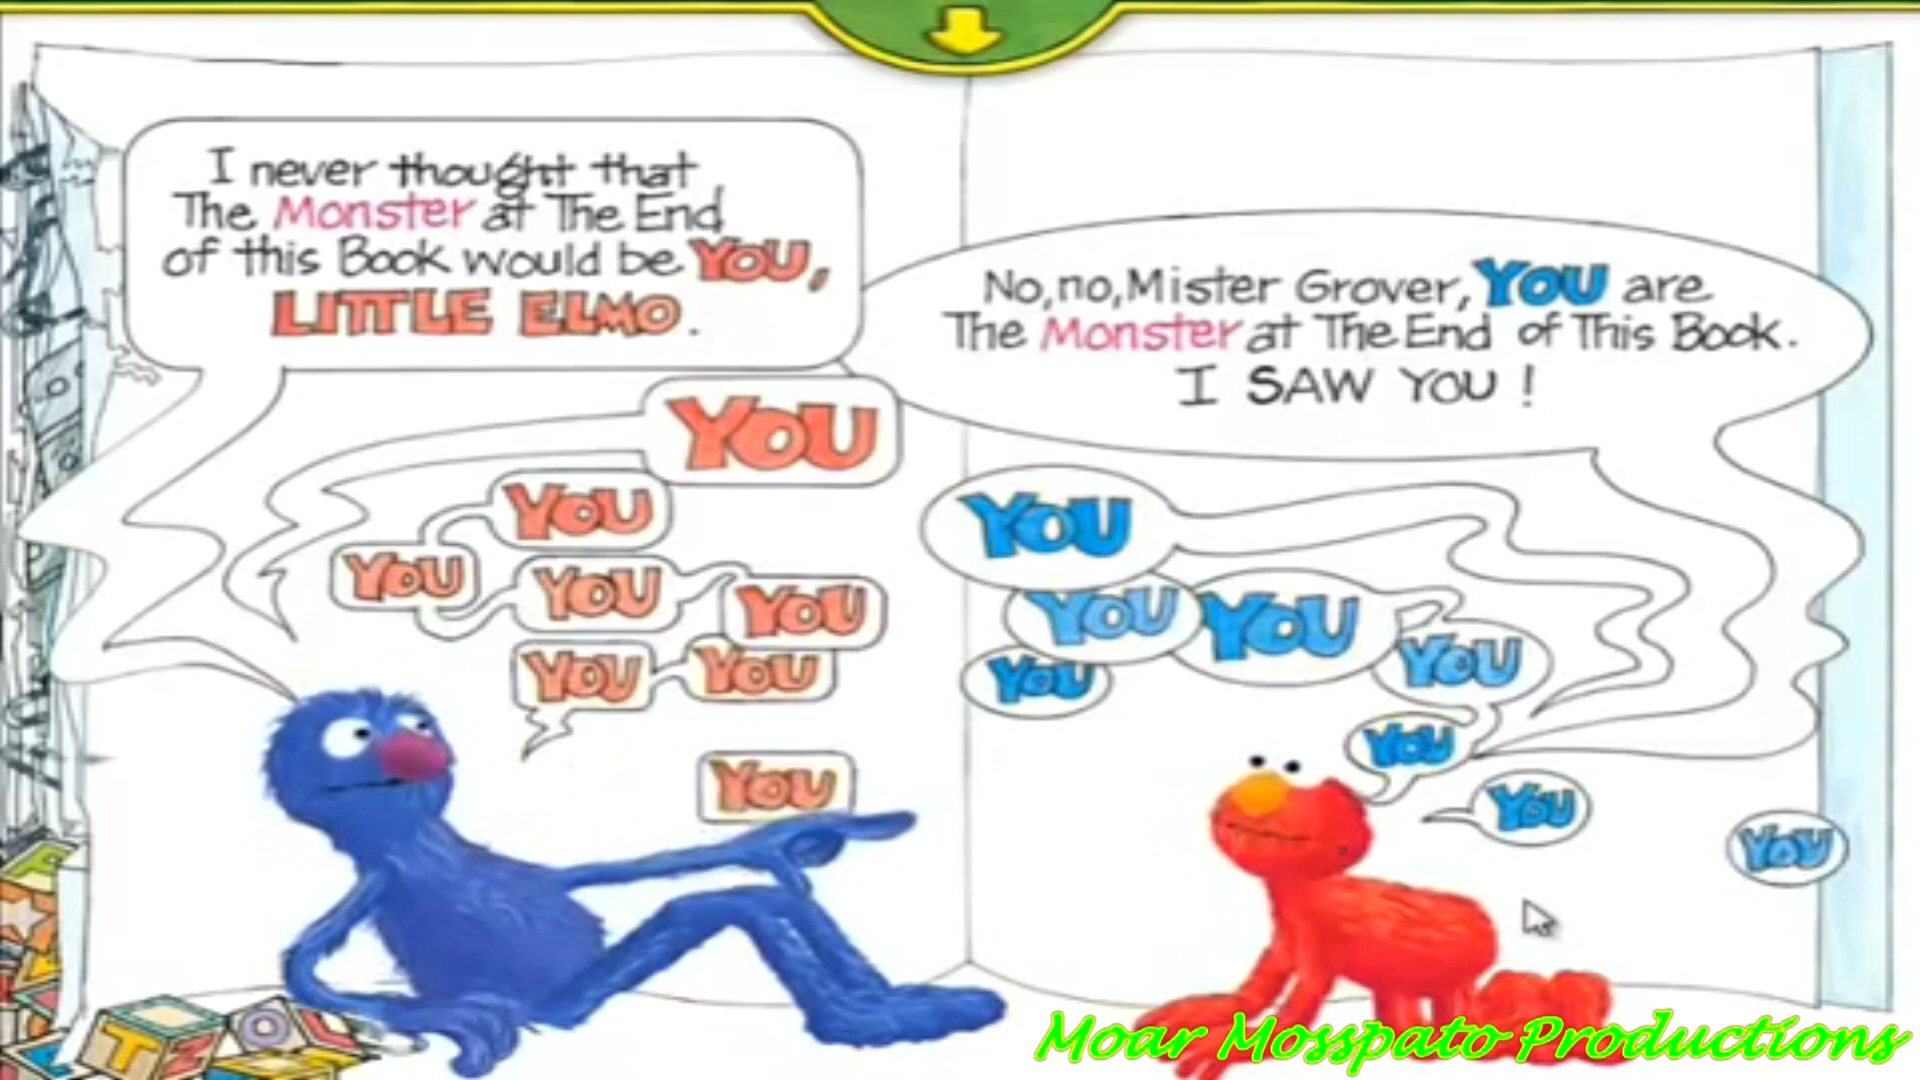 I never thought that
The Monster at The End
of this Book would be YOU,
LITTLE ELMO.
YOU
YOU
YOU
YOU
YOU
YOU
YOU
YOU
No,no,Mister Grover, YOU are
The Monster at The End of This Book.
I SAW YOU!
YOU
YOU
YOU
YOU
YOU
YOU
YOU
YOU
T Z
O L
Moar Mosspato Productions